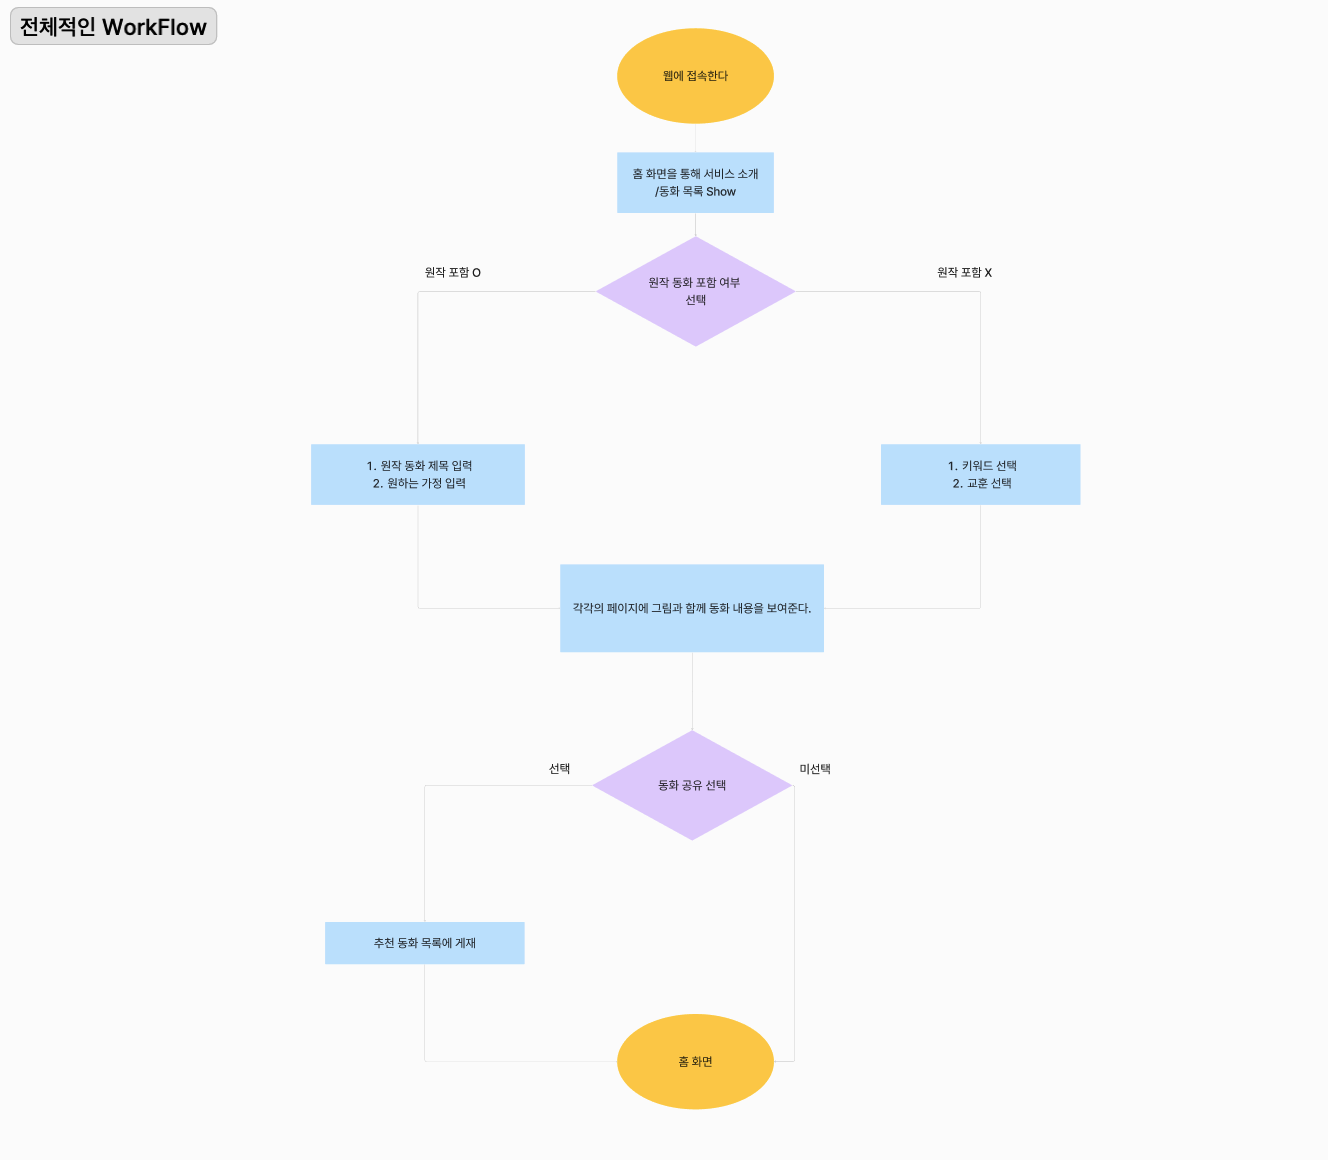 전체적인 WorkFlow
웹에 접속한다
홈 화면을 통해 서비스 소개
/동화 목록 Show
원작 포함 O
원작 동화 포함 여부
선택
원작 포함 X
1. 원작 동화 제목 입력
2. 원하는 가정 입력
1. 키워드 선택
2. 교훈 선택
각각의 페이지에 그림과 함께 동화 내용을 보여준다.
선택
동화 공유 선택
미선택
추천 동화 목록에 게재
홈 화면